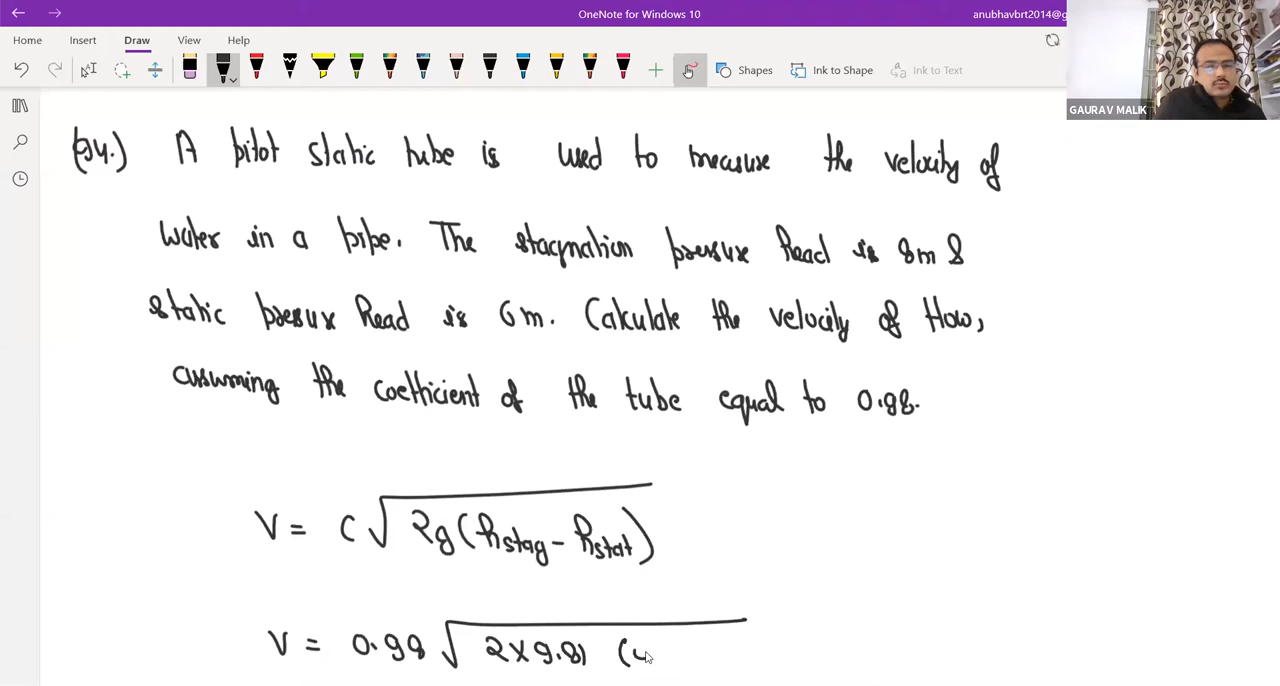 OneNote for Windows 10
anubhavbrt2014@g
Home Insert Draw View Help
Shapes Ink to Shape Ink to Text
GAURAV MALIK
Q4.) A pitot static tube is used to measure the velocity of
water in a pipe. The stagnation pressure head is 8m &
static pressure head is 6m. Calculate the velocity of flow,
assuming the coefficient of the tube equal to 0.98.
V = C√2g(hstag - hstat)
V = 0.98 √2×9.81 (